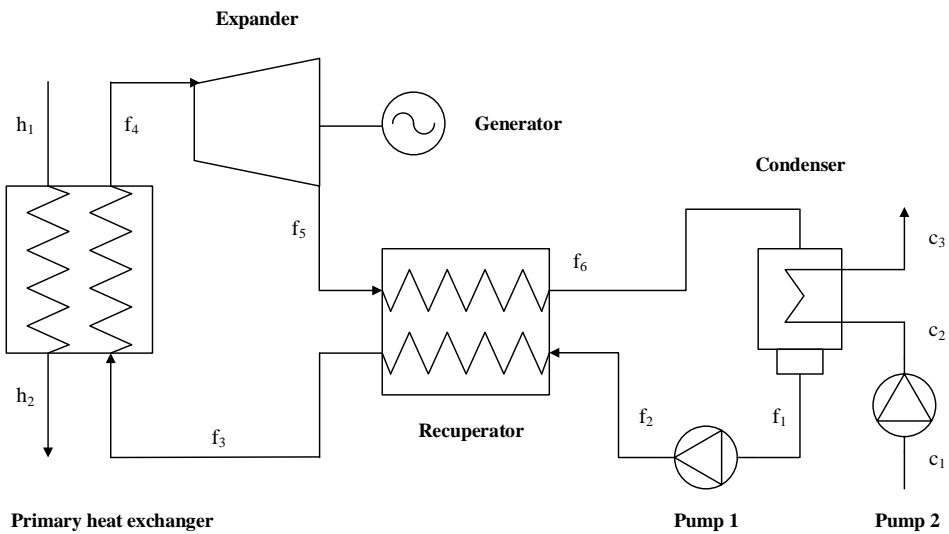 Expander
h1
f4
Generator
Condenser
f5
f6
c3
c2
h2
f3
Recuperator
f2
f1
c1
Primary heat exchanger
Pump 1
Pump 2